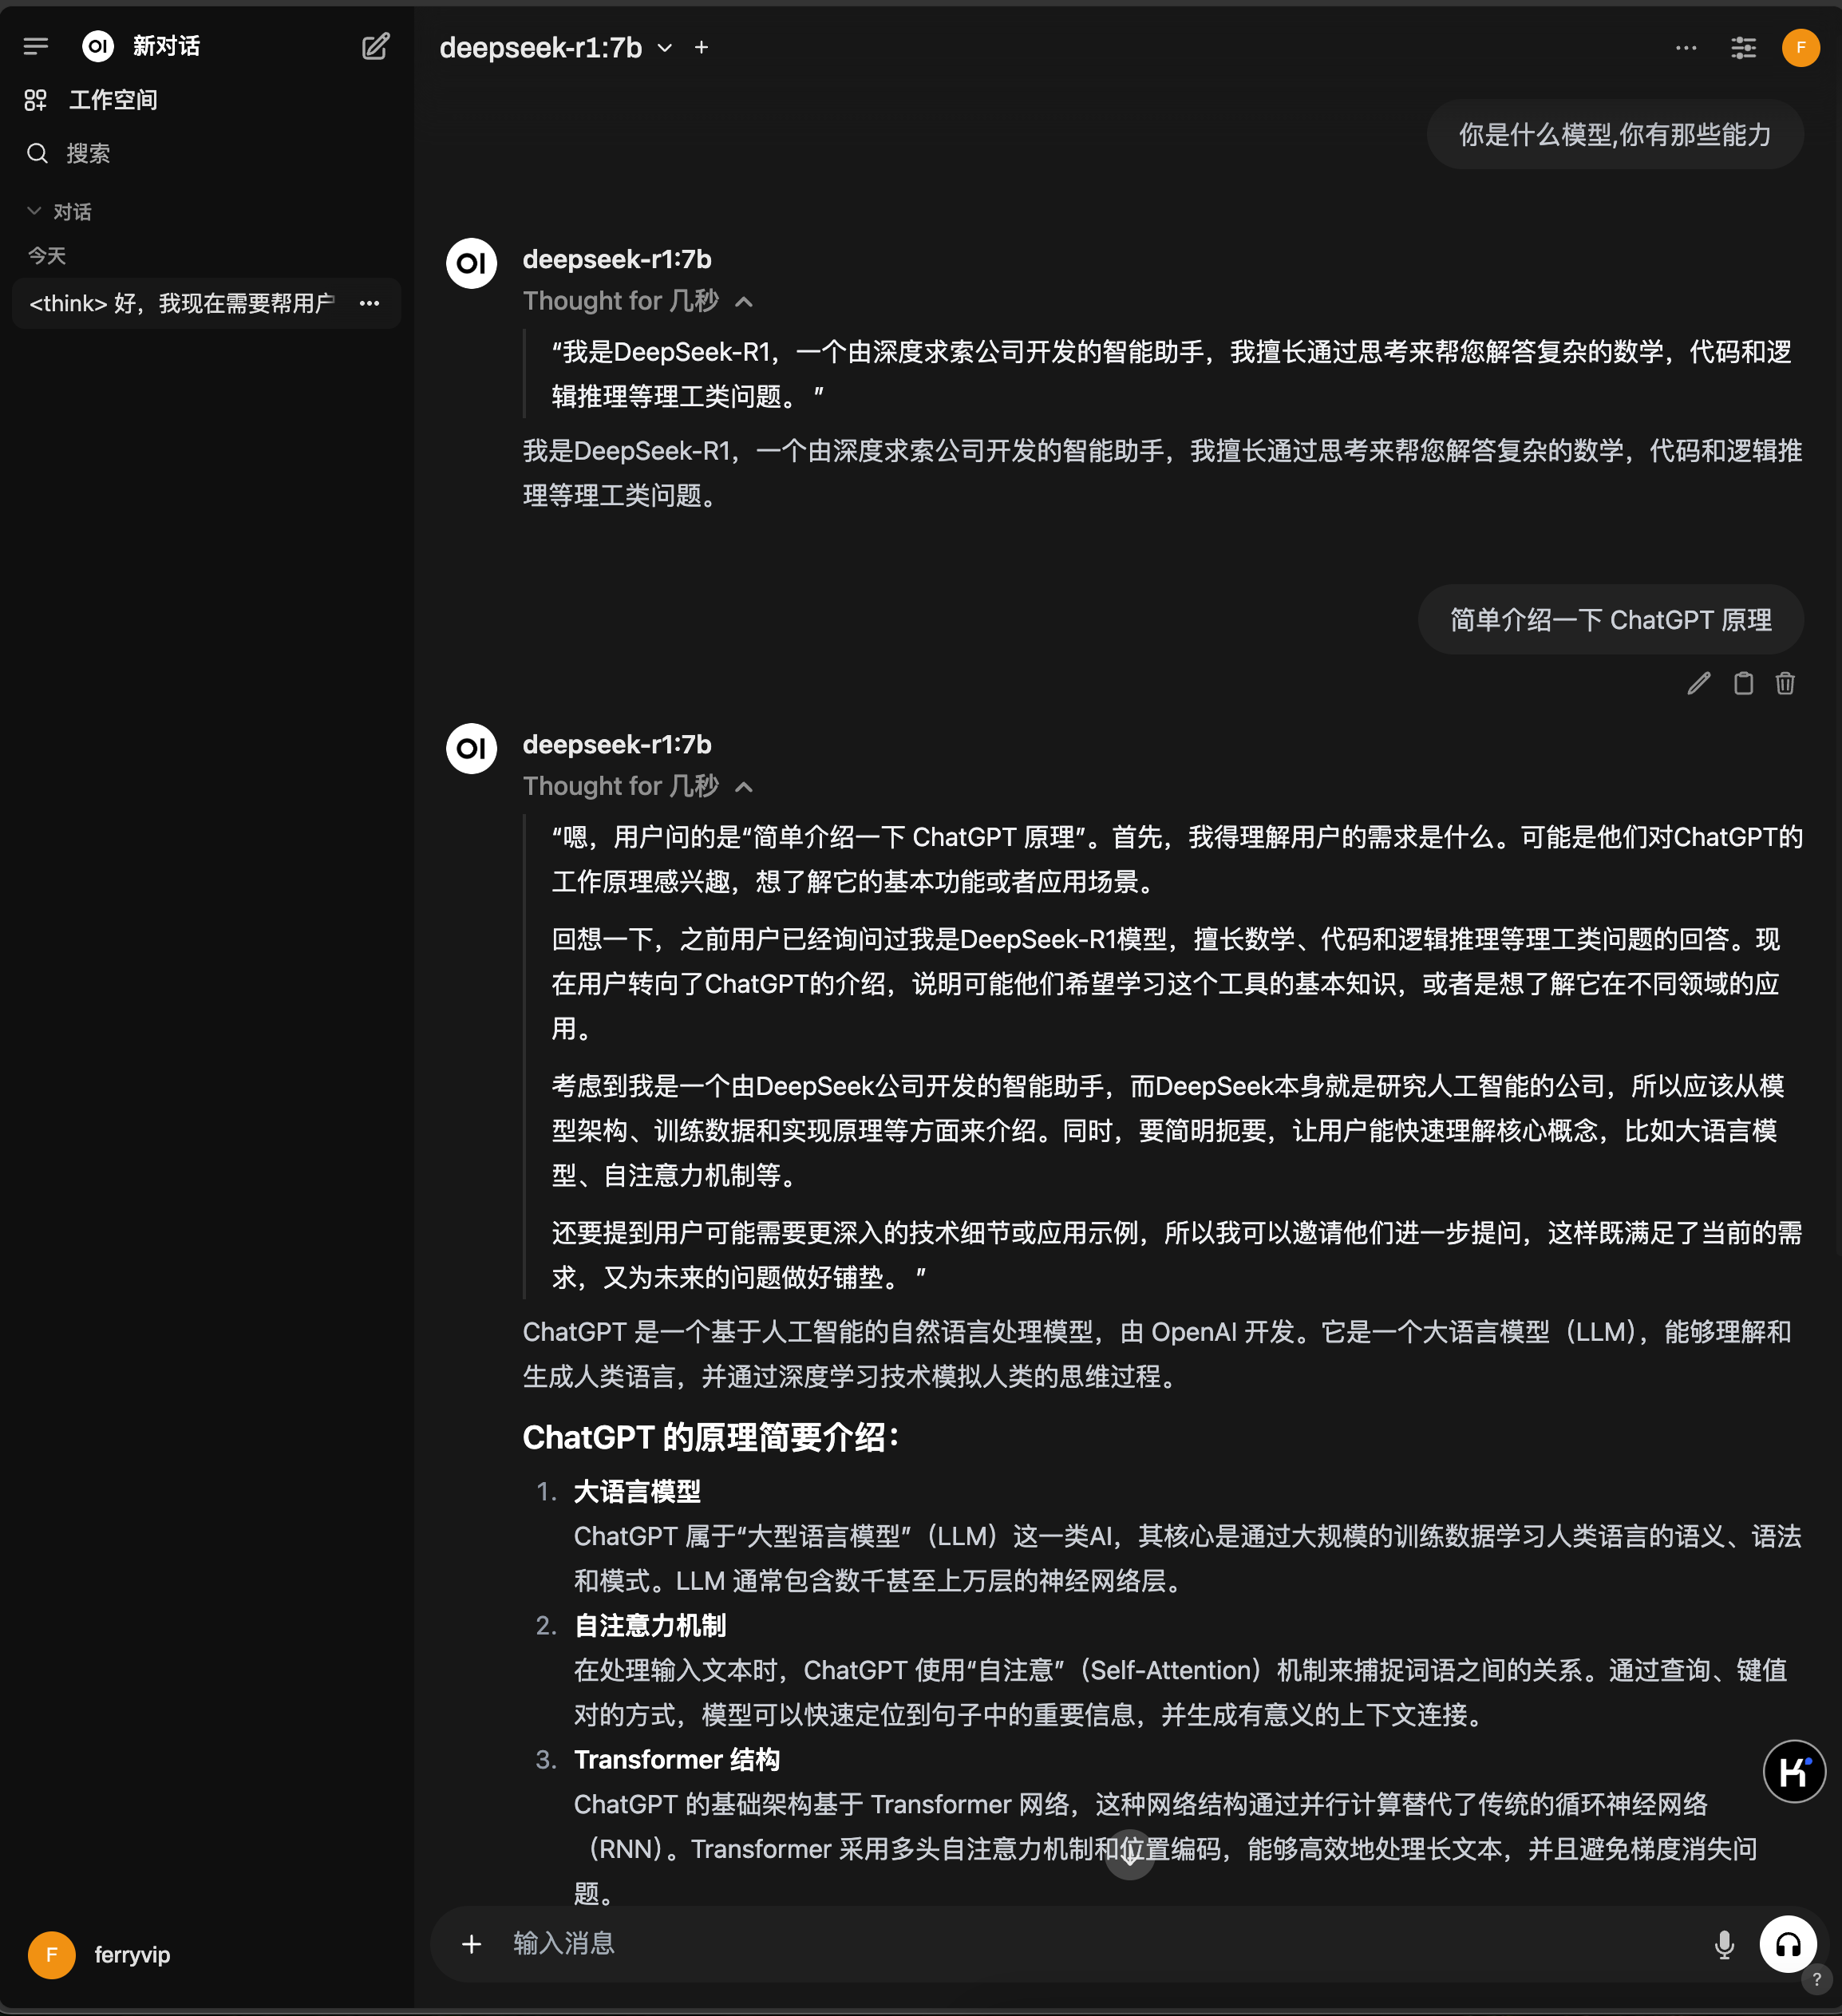 OI 新对话
工作空间
搜索
对话
今天
<think> 好，我现在需要帮用户
F ferryvip
deepseek-r1:7b
F
你是什么模型,你有那些能力
OI deepseek-r1:7b
Thought for 几秒
“我是DeepSeek-R1，一个由深度求索公司开发的智能助手，我擅长通过思考来帮您解答复杂的数学，代码和逻
辑推理等理工类问题。 ”
我是DeepSeek-R1，一个由深度求索公司开发的智能助手，我擅长通过思考来帮您解答复杂的数学，代码和逻辑推
理等理工类问题。
简单介绍一下 ChatGPT 原理
OI deepseek-r1:7b
Thought for 几秒
“嗯，用户问的是“简单介绍一下 ChatGPT 原理”。首先，我得理解用户的需求是什么。可能是他们对ChatGPT的
工作原理感兴趣，想了解它的基本功能或者应用场景。
回想一下，之前用户已经询问过我是DeepSeek-R1模型，擅长数学、代码和逻辑推理等理工类问题的回答。现
在用户转向了ChatGPT的介绍，说明可能他们希望学习这个工具的基本知识，或者是想了解它在不同领域的应
用。
考虑到我是一个由DeepSeek公司开发的智能助手，而DeepSeek本身就是研究人工智能的公司，所以应该从模
型架构、训练数据和实现原理等方面来介绍。同时，要简明扼要，让用户能快速理解核心概念，比如大语言模
型、自注意力机制等。
还要提到用户可能需要更深入的技术细节或应用示例，所以我可以邀请他们进一步提问，这样既满足了当前的需
求，又为未来的问题做好铺垫。 ”
ChatGPT 是一个基于人工智能的自然语言处理模型，由 OpenAI 开发。它是一个大语言模型（LLM），能够理解和
生成人类语言，并通过深度学习技术模拟人类的思维过程。
ChatGPT 的原理简要介绍：
1. 大语言模型
ChatGPT 属于“大型语言模型”（LLM）这一类AI，其核心是通过大规模的训练数据学习人类语言的语义、语法
和模式。LLM 通常包含数千甚至上万层的神经网络层。
2. 自注意力机制
在处理输入文本时，ChatGPT 使用“自注意”（Self-Attention）机制来捕捉词语之间的关系。通过查询、键值
对的方式，模型可以快速定位到句子中的重要信息，并生成有意义的上下文连接。
3. Transformer 结构
ChatGPT 的基础架构基于 Transformer 网络，这种网络结构通过并行计算替代了传统的循环神经网络
（RNN）。Transformer 采用多头自注意力机制和位置编码，能够高效地处理长文本，并且避免梯度消失问
题。
K
输入消息
?